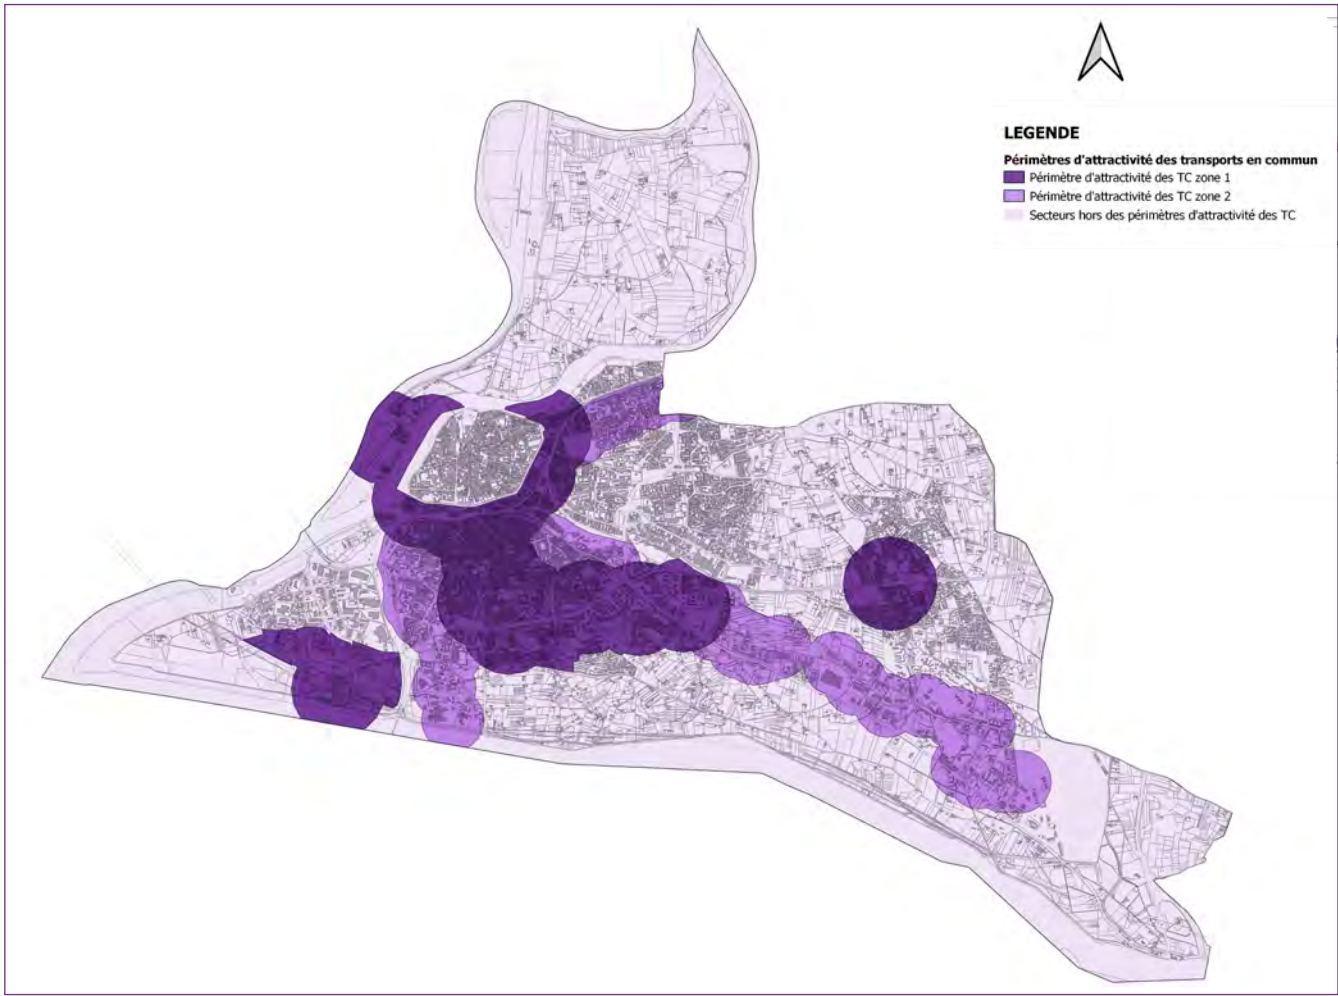 LEGENDE
Périmètres d'attractivité des transports en commun
Périmètre d'attractivité des TC zone 1
Périmètre d'attractivité des TC zone 2
Secteurs hors des périmètres d'attractivité des TC